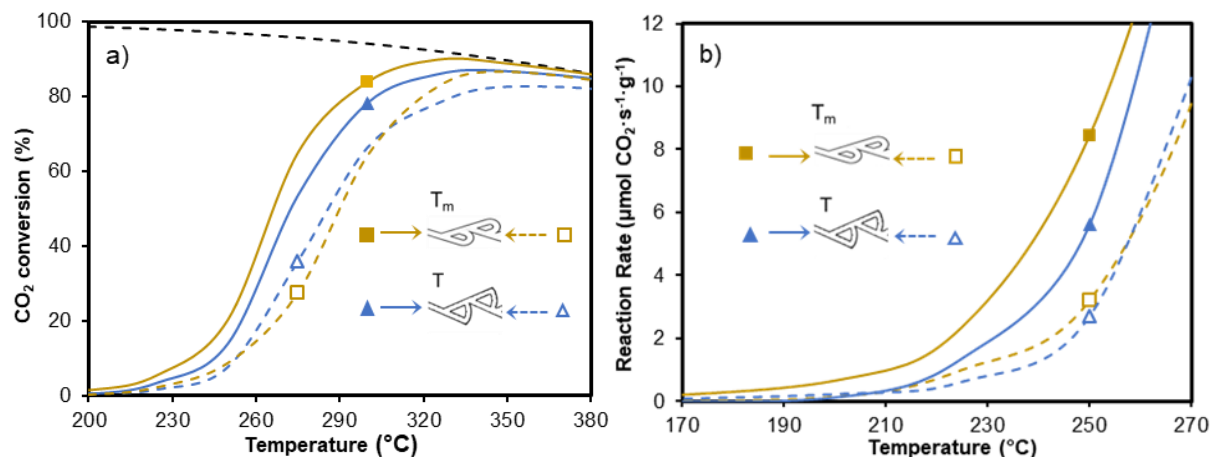 a)
CO₂ conversion (%)
100
80
60
40
20
0
Tₘ
T
200
230
260
290
320
350
380
Temperature (°C)
b)
Reaction Rate (μmol CO₂·s⁻¹·g⁻¹)
12
10
8
6
4
2
0
Tₘ
T
170
190
210
230
250
270
Temperature (°C)